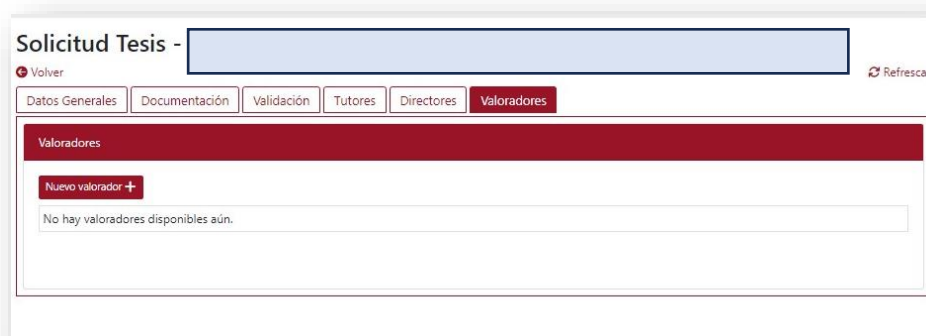 Solicitud Tesis -
Volver
Refresca
Datos Generales Documentación Validación Tutores Directores Valoradores
Valoradores
Nuevo valorador +
No hay valoradores disponibles aún.